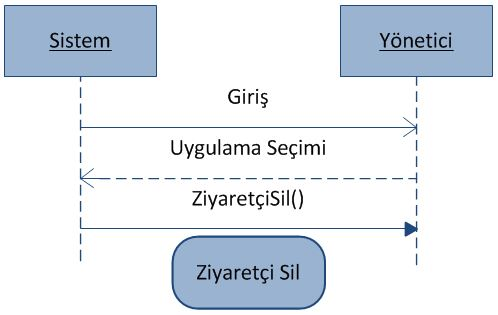 Sistem
Yönetici
Giriş
Uygulama Seçimi
ZiyaretçiSil()
Ziyaretçi Sil